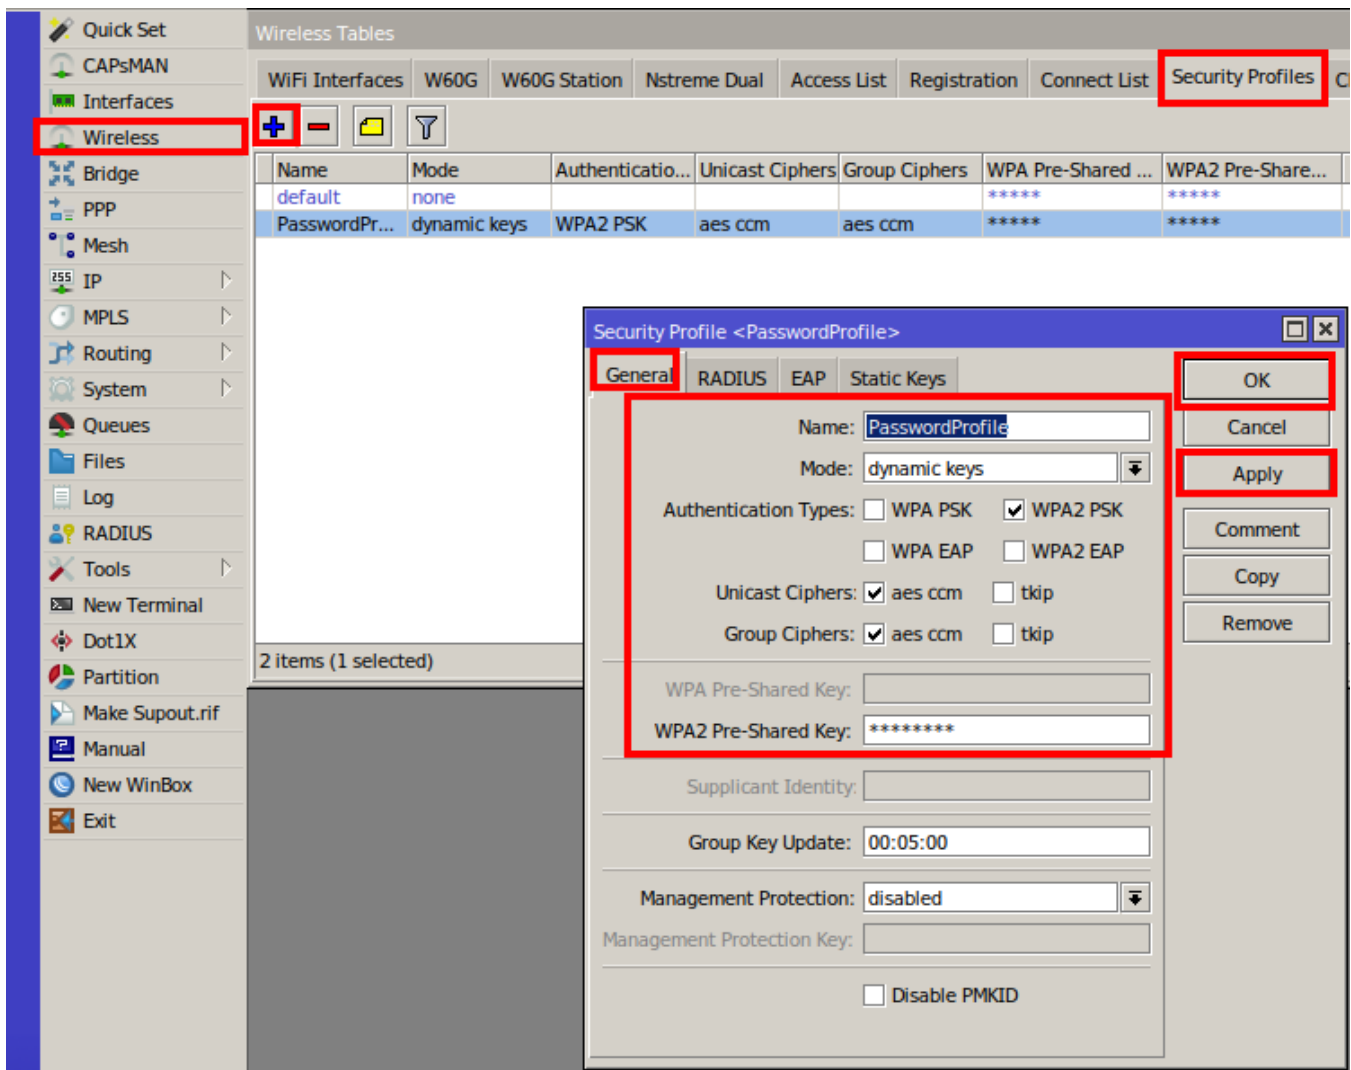 Quick Set
CAPsMAN
Interfaces
Wireless
Bridge
PPP
Mesh
255 IP
MPLS
Routing
System
Queues
Files
Log
RADIUS
Tools
New Terminal
Dot1X
Partition
Make Supout.rif
Manual
New WinBox
Exit
Wireless Tables
WiFi Interfaces W60G W60G Station Nstreme Dual Access List Registration Connect List Security Profiles
Name Mode Authenticatio... Unicast Ciphers Group Ciphers WPA Pre-Shared ... WPA2 Pre-Share...
default none ***** *****
PasswordPr... dynamic keys WPA2 PSK aes ccm aes ccm ***** *****
2 items (1 selected)
Security Profile <PasswordProfile>
General RADIUS EAP Static Keys
Name: PasswordProfile
Mode: dynamic keys
Authentication Types: WPA PSK WPA2 PSK
WPA EAP WPA2 EAP
Unicast Ciphers: aes ccm tkip
Group Ciphers: aes ccm tkip
WPA Pre-Shared Key:
WPA2 Pre-Shared Key: ********
Supplicant Identity:
Group Key Update: 00:05:00
Management Protection: disabled
Management Protection Key:
Disable PMKID
OK
Cancel
Apply
Comment
Copy
Remove